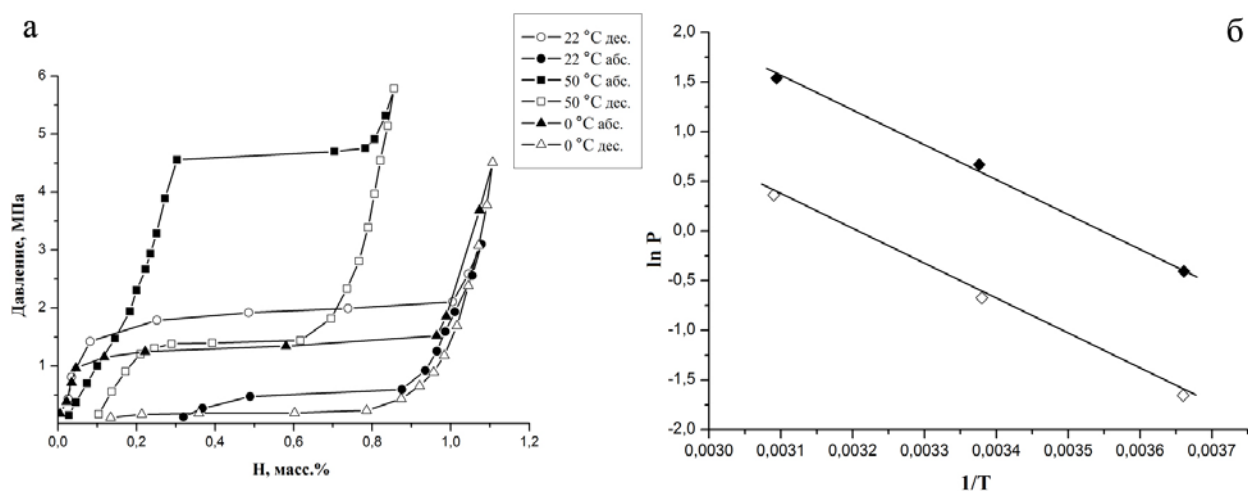 а
22 °C дес.
22 °C абс.
50 °C абс.
50 °C дес.
0 °C абс.
0 °C дес.
Давление, МПа
6
5
4
3
2
1
0,0 0,2 0,4 0,6 0,8 1,0 1,2
H, масс.%
б
ln P
2,0
1,5
1,0
0,5
0,0
-0,5
-1,0
-1,5
-2,0
0,0030 0,0031 0,0032 0,0033 0,0034 0,0035 0,0036 0,0037
1/T